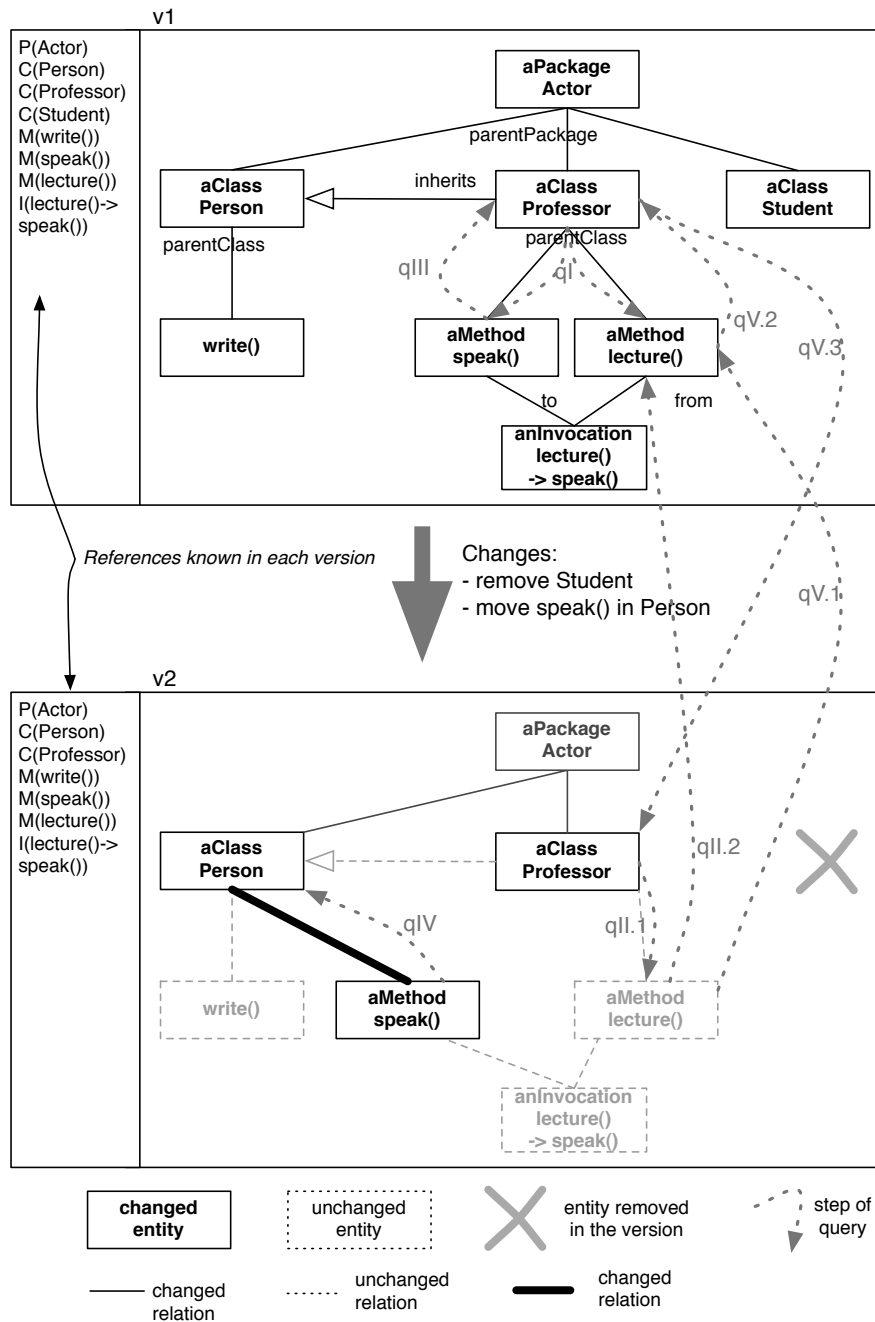 v1
P(Actor)
C(Person)
C(Professor)
C(Student)
M(write())
M(speak())
M(lecture())
I(lecture()->
speak())
aPackage
Actor
parentPackage
aClass
Person
inherits
aClass
Professor
aClass
Student
parentClass
parentClass
qIII
qI
qV.2
qV.3
write()
aMethod
speak()
aMethod
lecture()
to
from
anInvocation
lecture()
-> speak()
References known in each version
Changes:
- remove Student
- move speak() in Person
qV.1
v2
P(Actor)
C(Person)
C(Professor)
M(write())
M(speak())
M(lecture())
I(lecture()->
speak())
aPackage
Actor
aClass
Person
aClass
Professor
qII.2
qIV
qII.1
write()
aMethod
speak()
aMethod
lecture()
anInvocation
lecture()
-> speak()
changed
entity
unchanged
entity
entity removed
in the version
step of
query
changed
relation
unchanged
relation
changed
relation